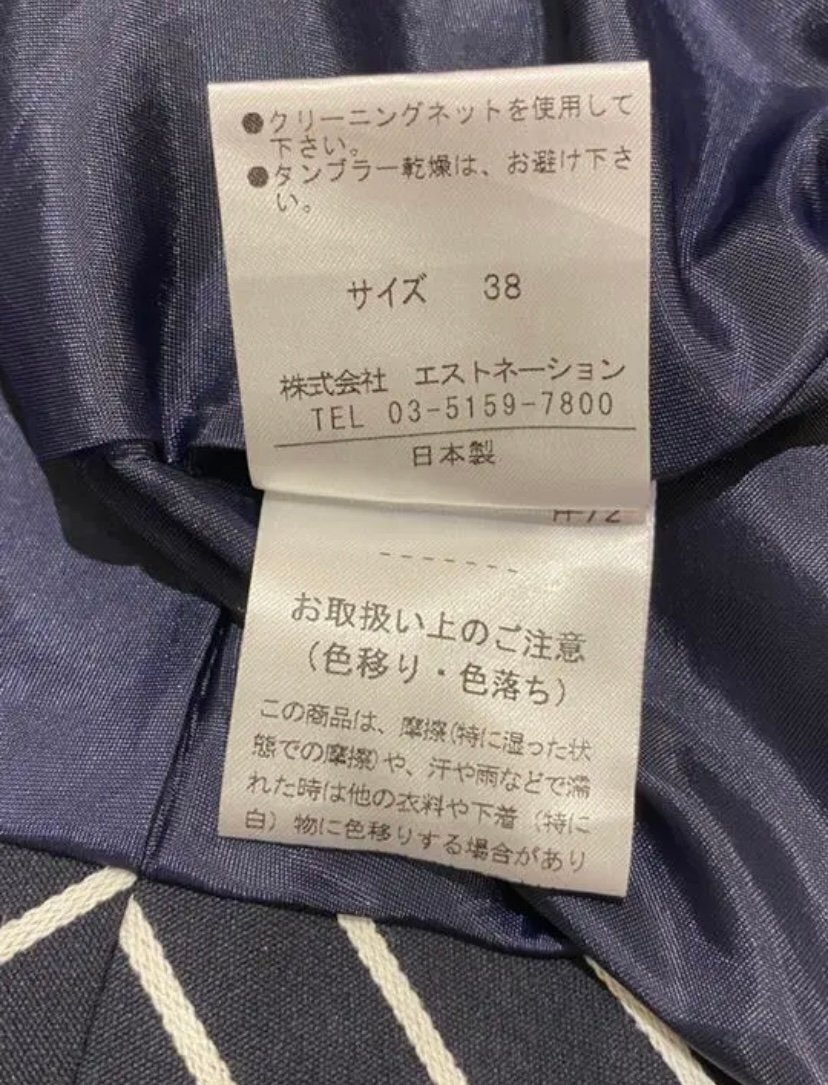 ●クリーニングネットを使用して
下さい。
●タンブラー乾燥は、お避け下さ
い。
サイズ 38
株式会社 エストネーション
TEL 03-5159-7800
日本製
-------
お取扱い上のご注意
(色移り・色落ち)
この商品は、摩擦(特に湿った状
態での摩擦)や、汗や雨などで濡
れた時は他の衣料や下着(特に
白)物に色移りする場合があり